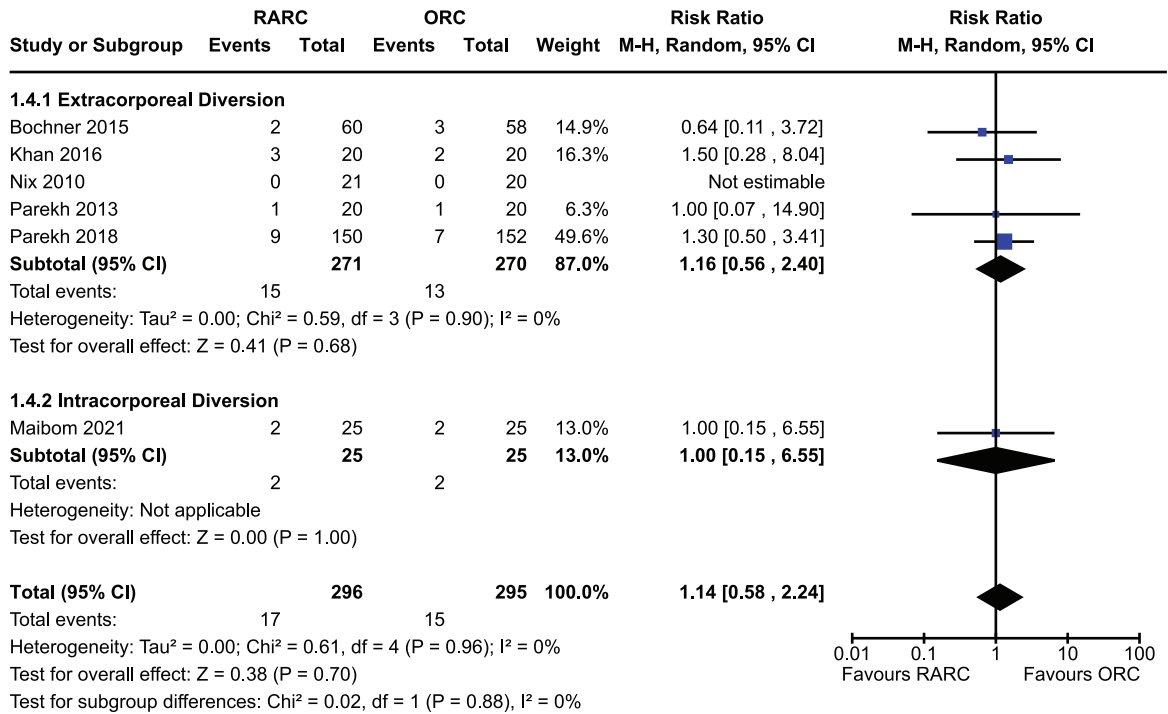 RARC ORC Risk Ratio Risk Ratio
Study or Subgroup Events Total Events Total Weight M-H, Random, 95% CI M-H, Random, 95% CI
1.4.1 Extracorporeal Diversion
Bochner 2015 2 60 3 58 14.9% 0.64 [0.11 , 3.72]
Khan 2016 3 20 2 20 16.3% 1.50 [0.28 , 8.04]
Nix 2010 0 21 0 20 Not estimable
Parekh 2013 1 20 1 20 6.3% 1.00 [0.07 , 14.90]
Parekh 2018 9 150 7 152 49.6% 1.30 [0.50 , 3.41]
Subtotal (95% CI) 271 270 87.0% 1.16 [0.56 , 2.40]
Total events: 15 13
Heterogeneity: Tau² = 0.00; Chi² = 0.59, df = 3 (P = 0.90); I² = 0%
Test for overall effect: Z = 0.41 (P = 0.68)
1.4.2 Intracorporeal Diversion
Maibom 2021 2 25 2 25 13.0% 1.00 [0.15 , 6.55]
Subtotal (95% CI) 25 25 13.0% 1.00 [0.15 , 6.55]
Total events: 2 2
Heterogeneity: Not applicable
Test for overall effect: Z = 0.00 (P = 1.00)
Total (95% CI) 296 295 100.0% 1.14 [0.58 , 2.24]
Total events: 17 15
Heterogeneity: Tau² = 0.00; Chi² = 0.61, df = 4 (P = 0.96); I² = 0%
0.01 0.1 1 10 100
Test for overall effect: Z = 0.38 (P = 0.70) Favours RARC Favours ORC
Test for subgroup differences: Chi² = 0.02, df = 1 (P = 0.88), I² = 0%